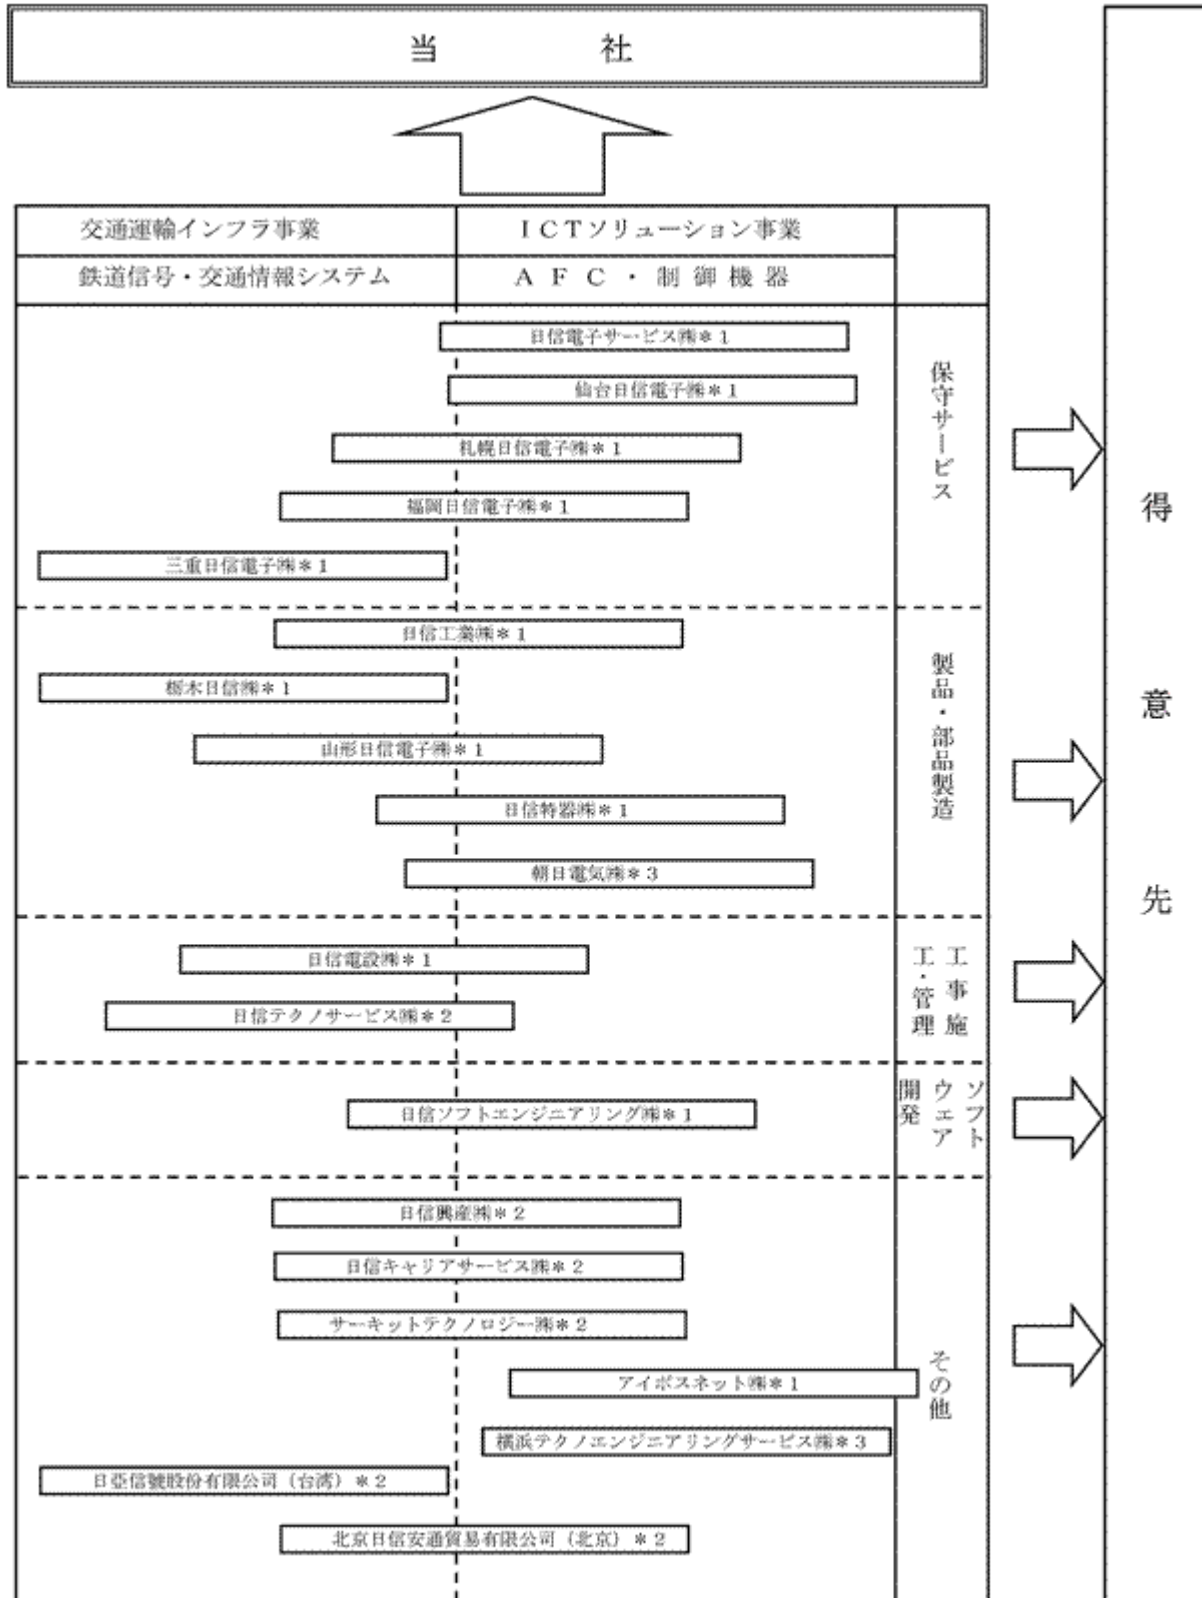 当社
交通運輸インフラ事業
ICTソリューション事業
鉄道信号・交通情報システム
AFC・制御機器
日信電子サービス㈱＊1
仙台日信電子㈱＊1
札幌日信電子㈱＊1
福岡日信電子㈱＊1
三重日信電子㈱＊1
保守サービス
日信工業㈱＊1
栃木日信㈱＊1
山形日信電子㈱＊1
日信特器㈱＊1
朝日電気㈱＊3
製品・部品製造
日信電設㈱＊1
日信テクノサービス㈱＊2
工事施
工・管理
日信ソフトエンジニアリング㈱＊1
ソフト
ウェア
開発
日信興産㈱＊2
日信キャリアサービス㈱＊2
サーキットテクノロジー㈱＊2
アイポスネット㈱＊1
横浜テクノエンジニアリングサービス㈱＊3
日亞信號股份有限公司（台湾）＊2
北京日信安通貿易有限公司（北京）＊2
その他
得意先